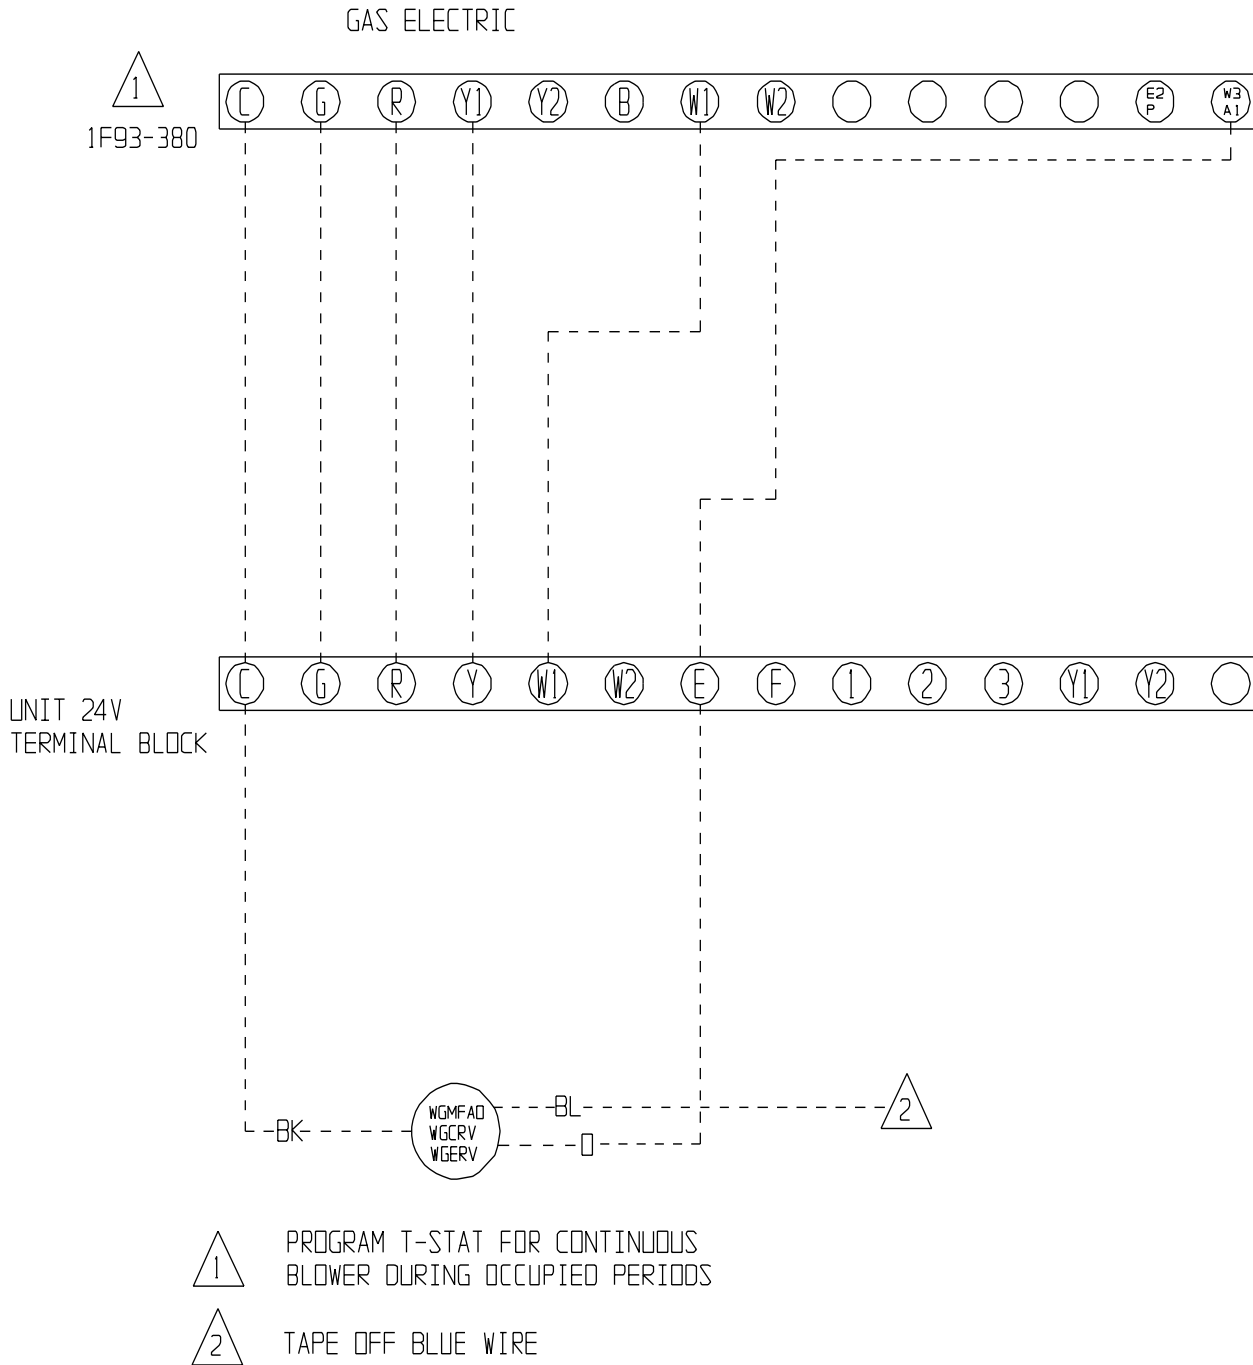 GAS ELECTRIC
1
1F93-380
C G R Y1 Y2 B W1 W2 E2 P W3 A1
UNIT 24V
TERMINAL BLOCK
C G R Y W1 W2 E F 1 2 3 Y1 Y2
WGMFAO
WGCRV
WGERV
BK
BL
O
2
1 PROGRAM T-STAT FOR CONTINUOUS
BLOWER DURING OCCUPIED PERIODS
2 TAPE OFF BLUE WIRE